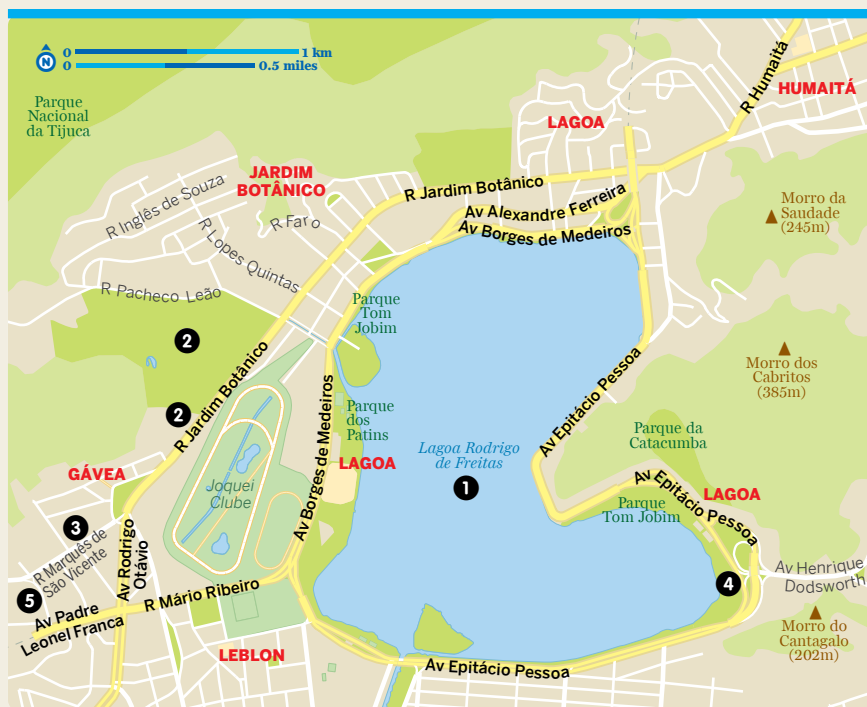 N
0 1 km
0 0.5 miles
Parque
Nacional
da Tijuca
R Humaitá
HUMAITÁ
LAGOA
JARDIM
BOTÂNICO
R Jardim Botânico
R Inglês de Souza
R Faro
R Lopes Quintas
Av Alexandre Ferreira
Av Borges de Medeiros
Morro da
Saudade
(245m)
R Pacheco Leão
Parque
Tom
Jobim
2
Morro dos
Cabritos
(385m)
R Jardim Botânico
Av Epitácio Pessoa
2
Parque
dos
Patins
Av Borges de Medeiros
Parque da
Catacumba
Lagoa Rodrigo
de Freitas
1
LAGOA
GÁVEA
Joquei
Clube
Av Epitácio Pessoa
LAGOA
Parque
Tom Jobim
3
R Marquês de
São Vicente
Av Rodrigo
Otávio
Av Henrique
Dodsworth
4
5
R Mário Ribeiro
Av Padre
Leonel Franca
Morro do
Cantagalo
(202m)
LEBLON
Av Epitácio Pessoa